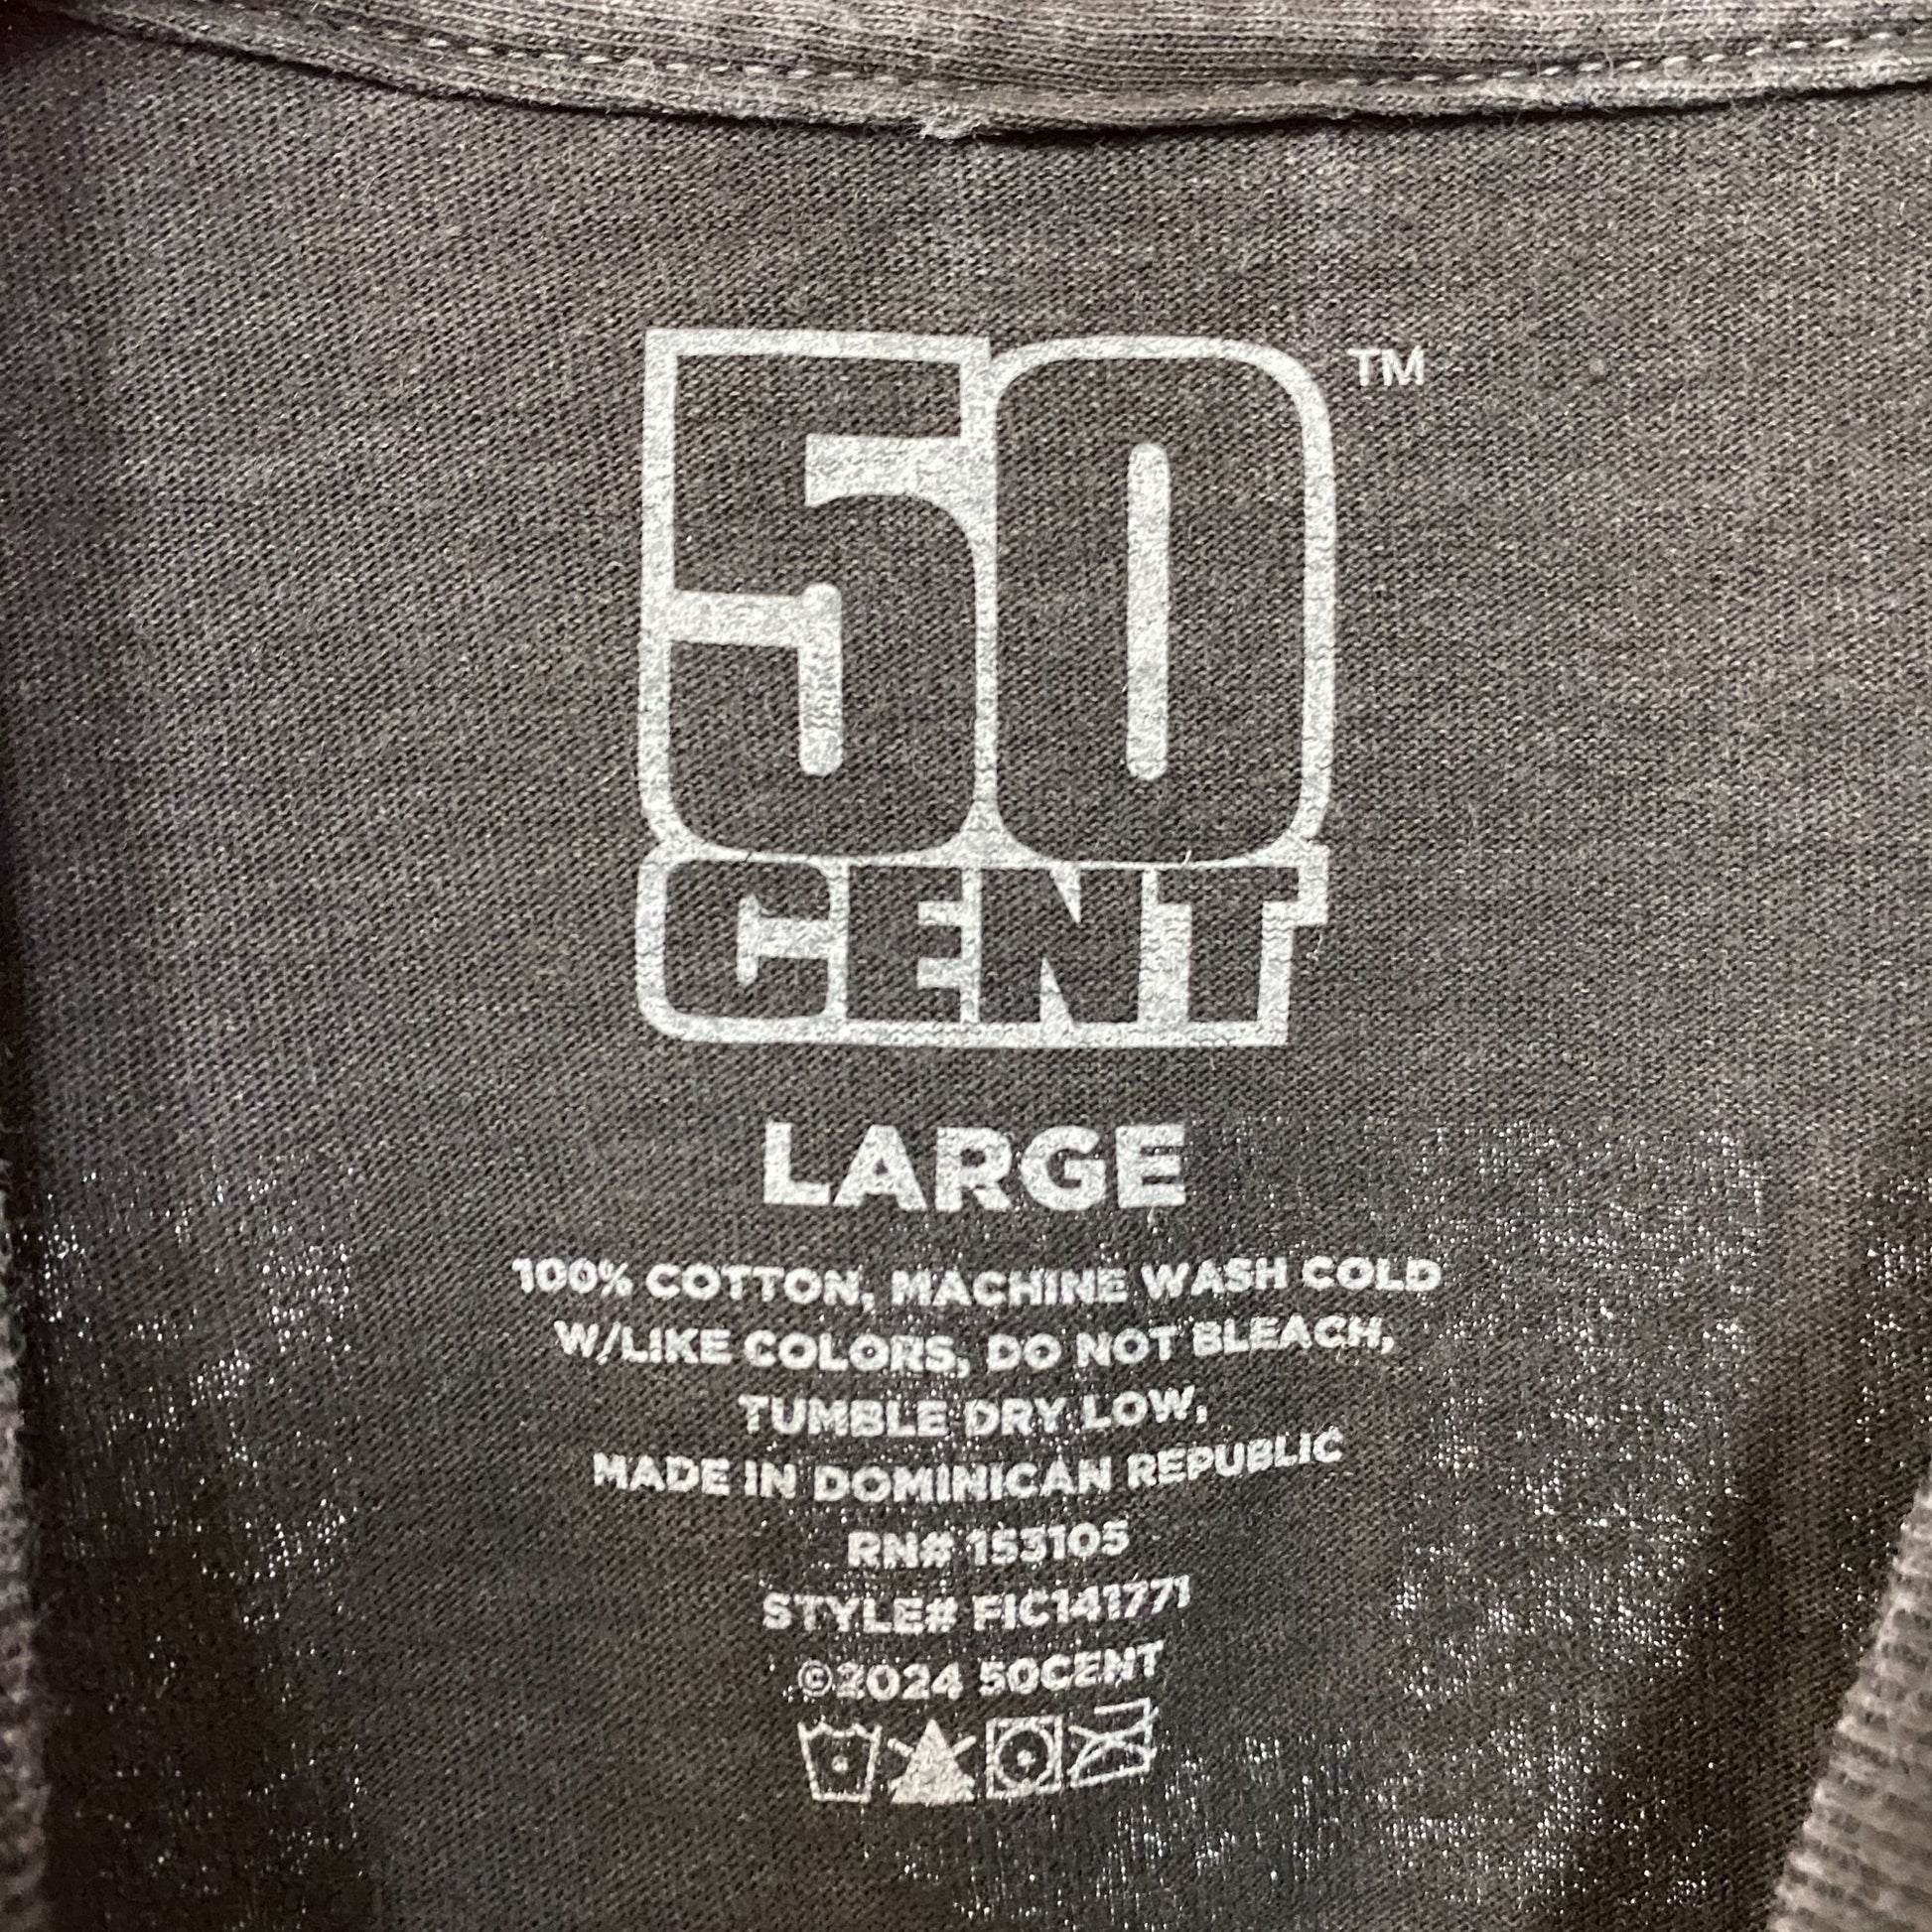 50 ™
CENT
LARGE
100% COTTON, MACHINE WASH COLD
W/LIKE COLORS, DO NOT BLEACH,
TUMBLE DRY LOW,
MADE IN DOMINICAN REPUBLIC
RN# 153105
STYLE# FIC141771
©2024 50CENT